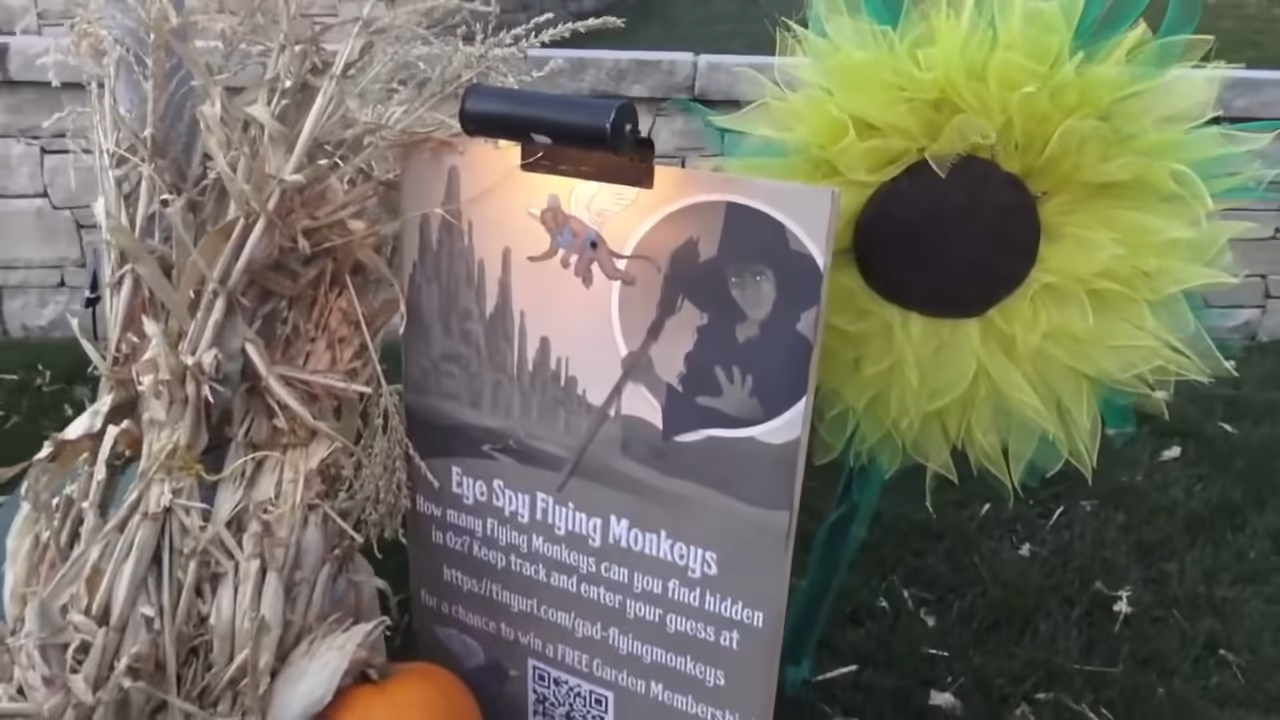 Eye Spy Flying Monkeys
How many Flying Monkeys can you find hidden
in Oz? Keep track and enter your guess at
https://tinyurl.com/gad-flyingmonkeys
for a chance to win a FREE Garden